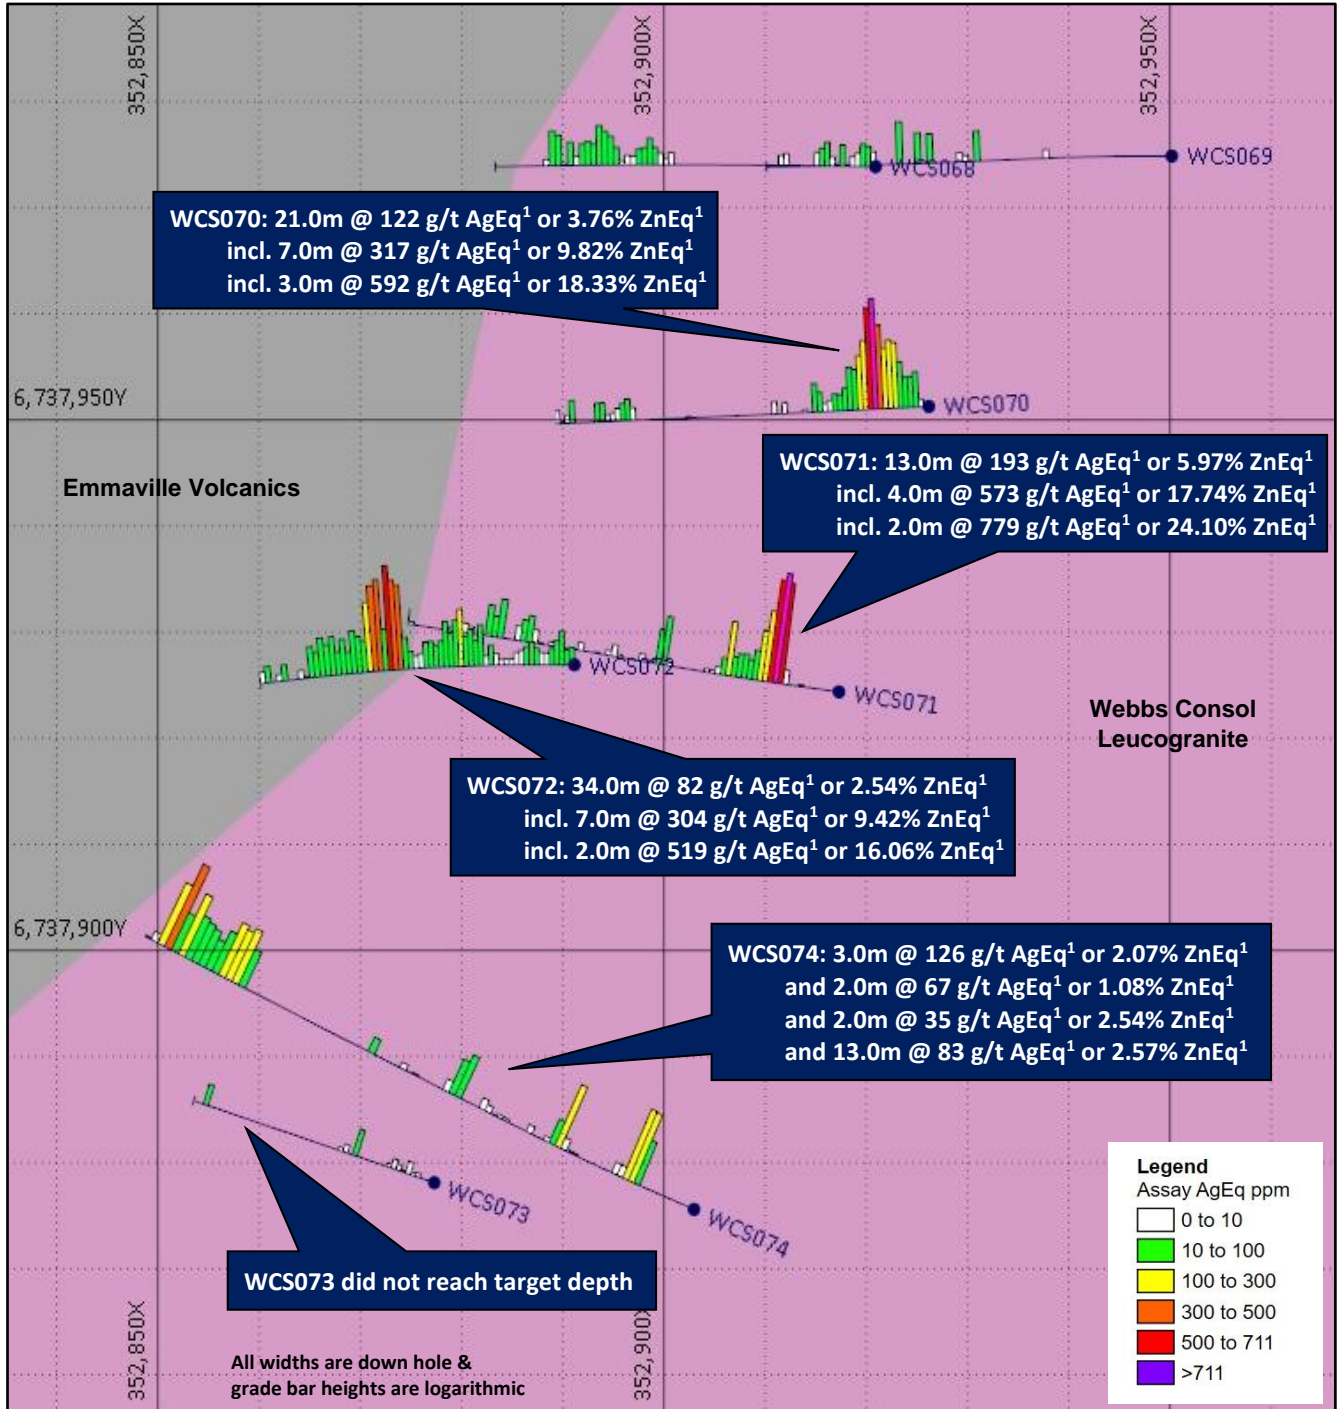 352,850X
352,900X
352,950X
WCS068
WCS069
WCS070: 21.0m @ 122 g/t AgEq¹ or 3.76% ZnEq¹
incl. 7.0m @ 317 g/t AgEq¹ or 9.82% ZnEq¹
incl. 3.0m @ 592 g/t AgEq¹ or 18.33% ZnEq¹
6,737,950Y
WCS070
Emmaville Volcanics
WCS071: 13.0m @ 193 g/t AgEq¹ or 5.97% ZnEq¹
incl. 4.0m @ 573 g/t AgEq¹ or 17.74% ZnEq¹
incl. 2.0m @ 779 g/t AgEq¹ or 24.10% ZnEq¹
WCS072
WCS071
Webbs Consol
Leucogranite
WCS072: 34.0m @ 82 g/t AgEq¹ or 2.54% ZnEq¹
incl. 7.0m @ 304 g/t AgEq¹ or 9.42% ZnEq¹
incl. 2.0m @ 519 g/t AgEq¹ or 16.06% ZnEq¹
6,737,900Y
WCS074: 3.0m @ 126 g/t AgEq¹ or 2.07% ZnEq¹
and 2.0m @ 67 g/t AgEq¹ or 1.08% ZnEq¹
and 2.0m @ 35 g/t AgEq¹ or 2.54% ZnEq¹
and 13.0m @ 83 g/t AgEq¹ or 2.57% ZnEq¹
WCS073
WCS074
WCS073 did not reach target depth
Legend
Assay AgEq ppm
0 to 10
10 to 100
100 to 300
300 to 500
500 to 711
>711
352,850X
352,900X
All widths are down hole &
grade bar heights are logarithmic